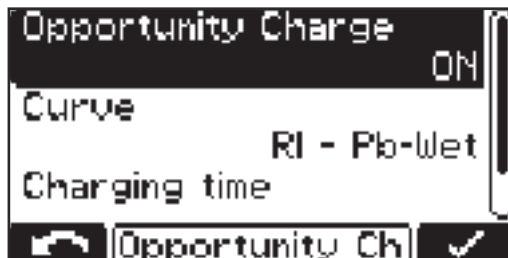 Opportunity Charge
ON
Curve
RI - Pb-Wet
Charging time
Opportunity Ch